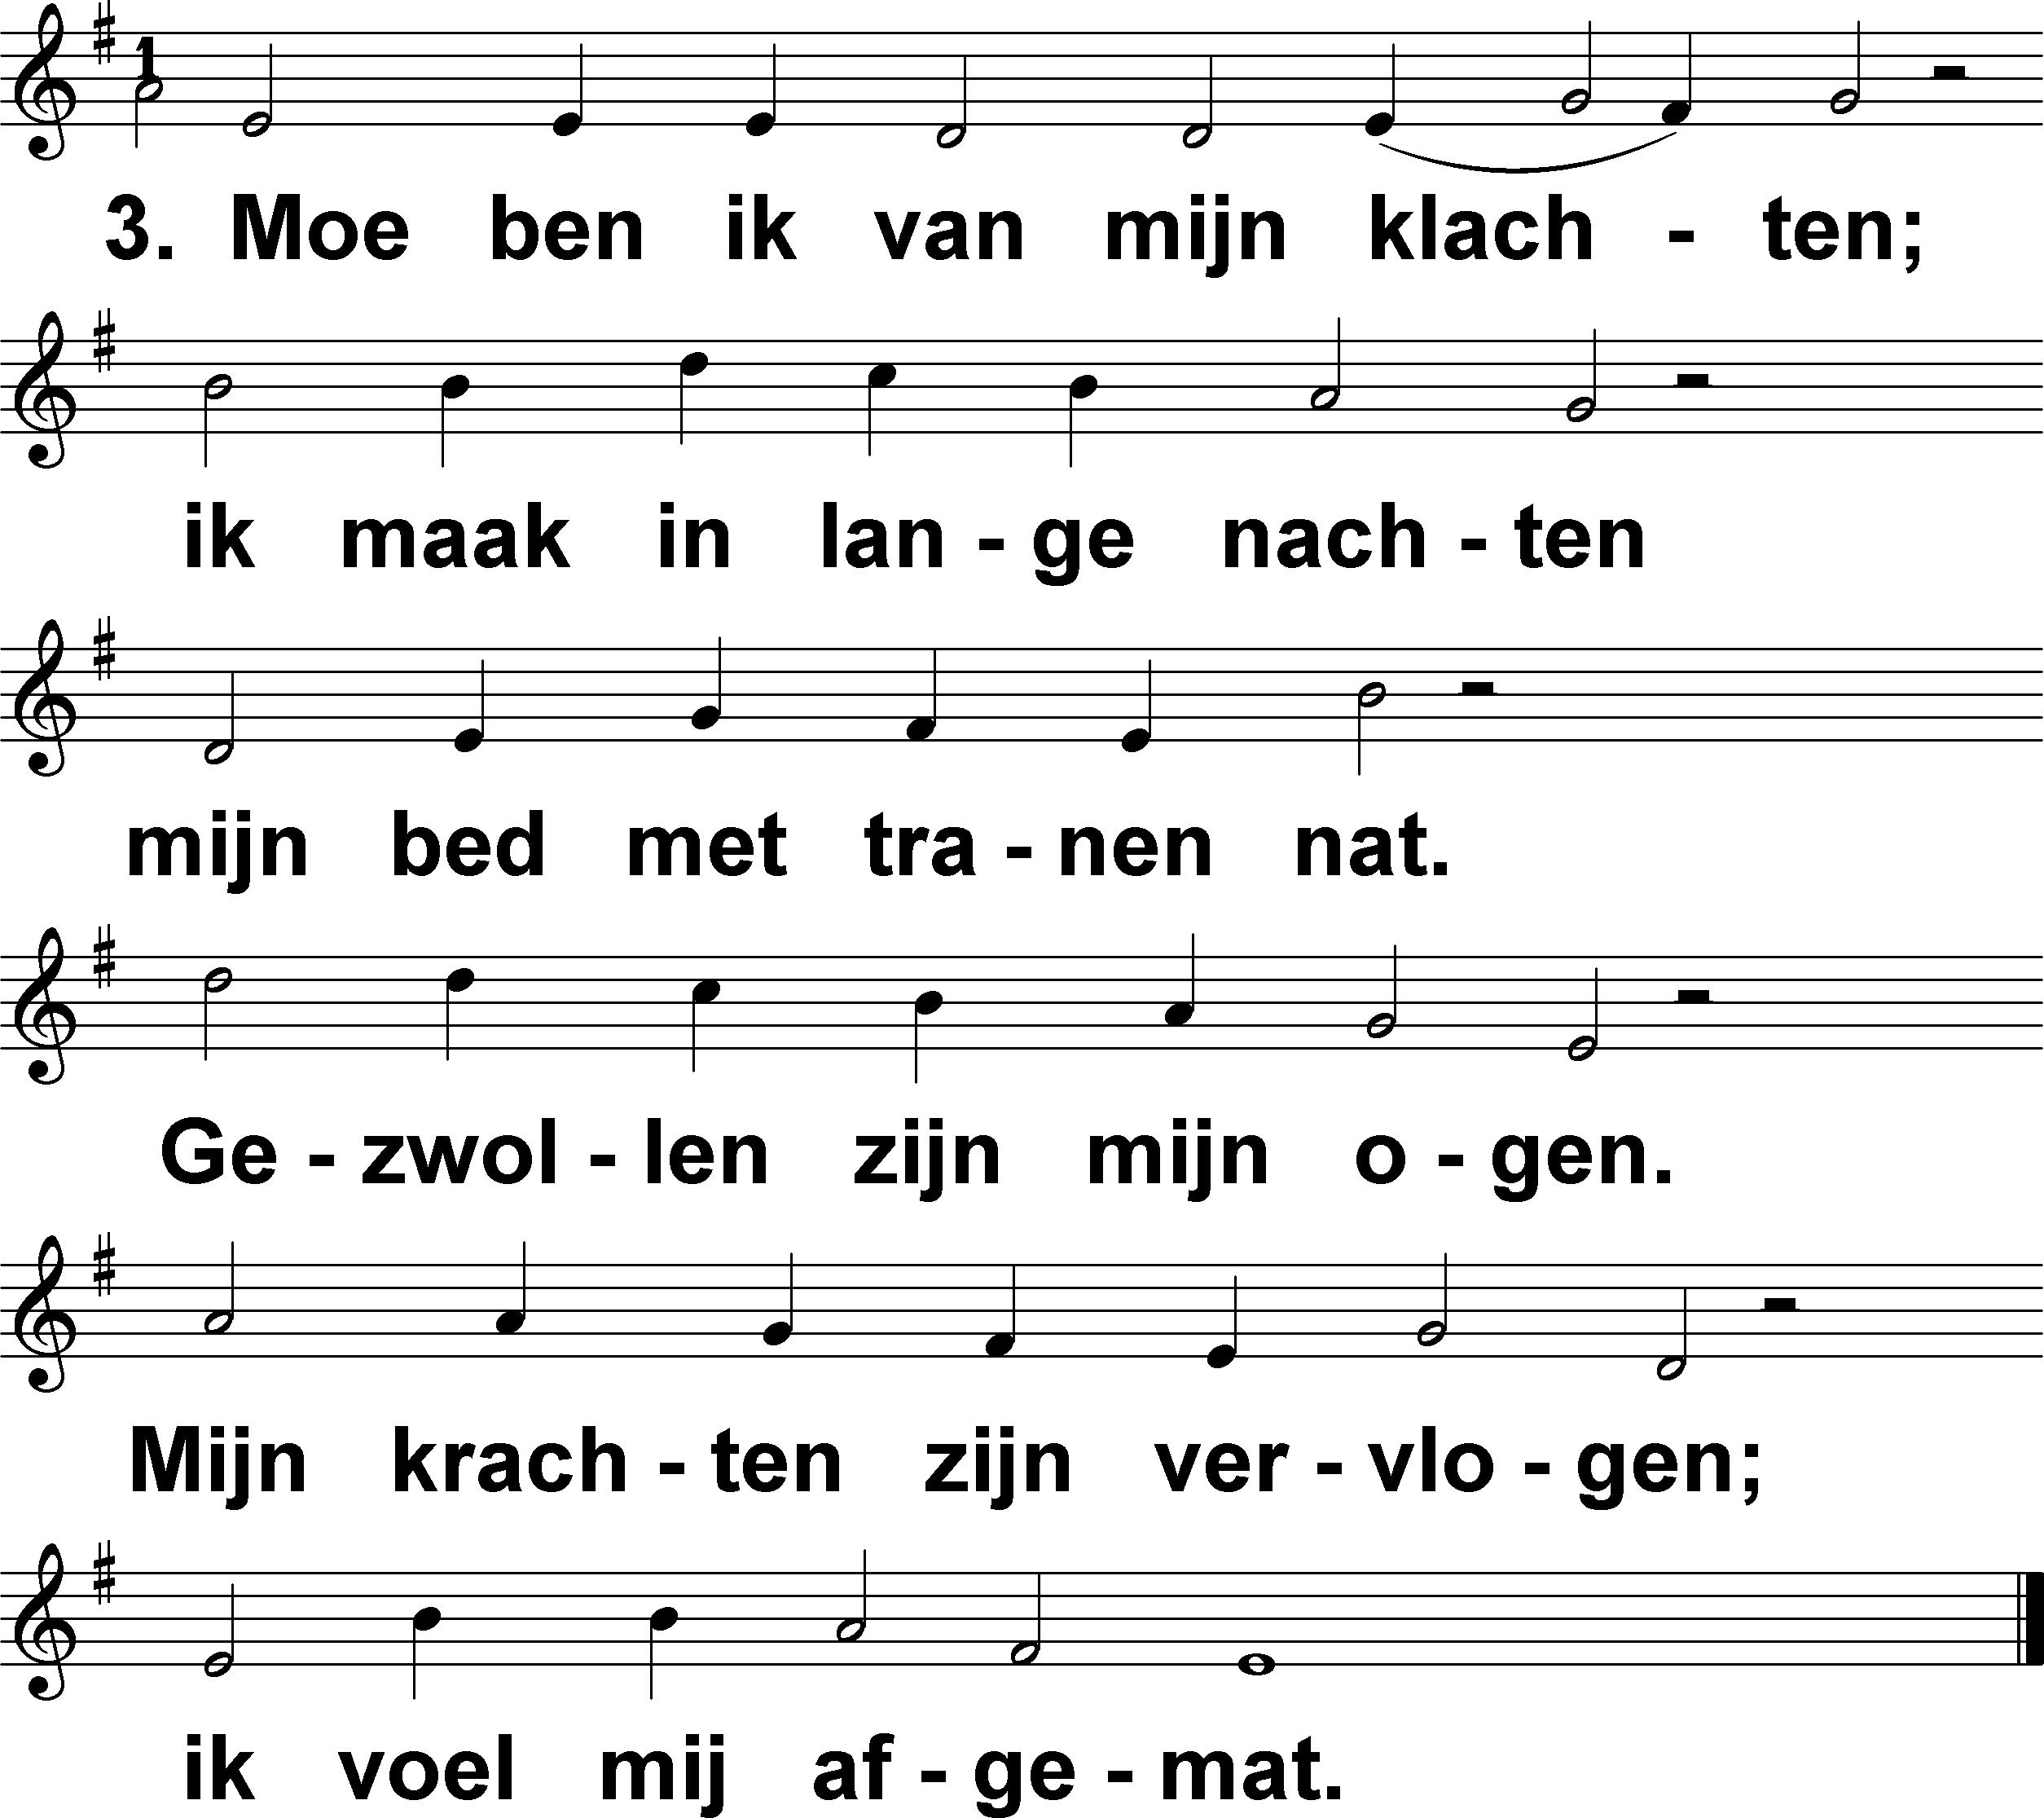 1
3. Moe ben ik van mijn klach - ten;
ik maak in lan - ge nach - ten
mijn bed met tra - nen nat.
Ge - zwol - len zijn mijn o - gen.
Mijn krach - ten zijn ver - vlo - gen;
ik voel mij af - ge - mat.